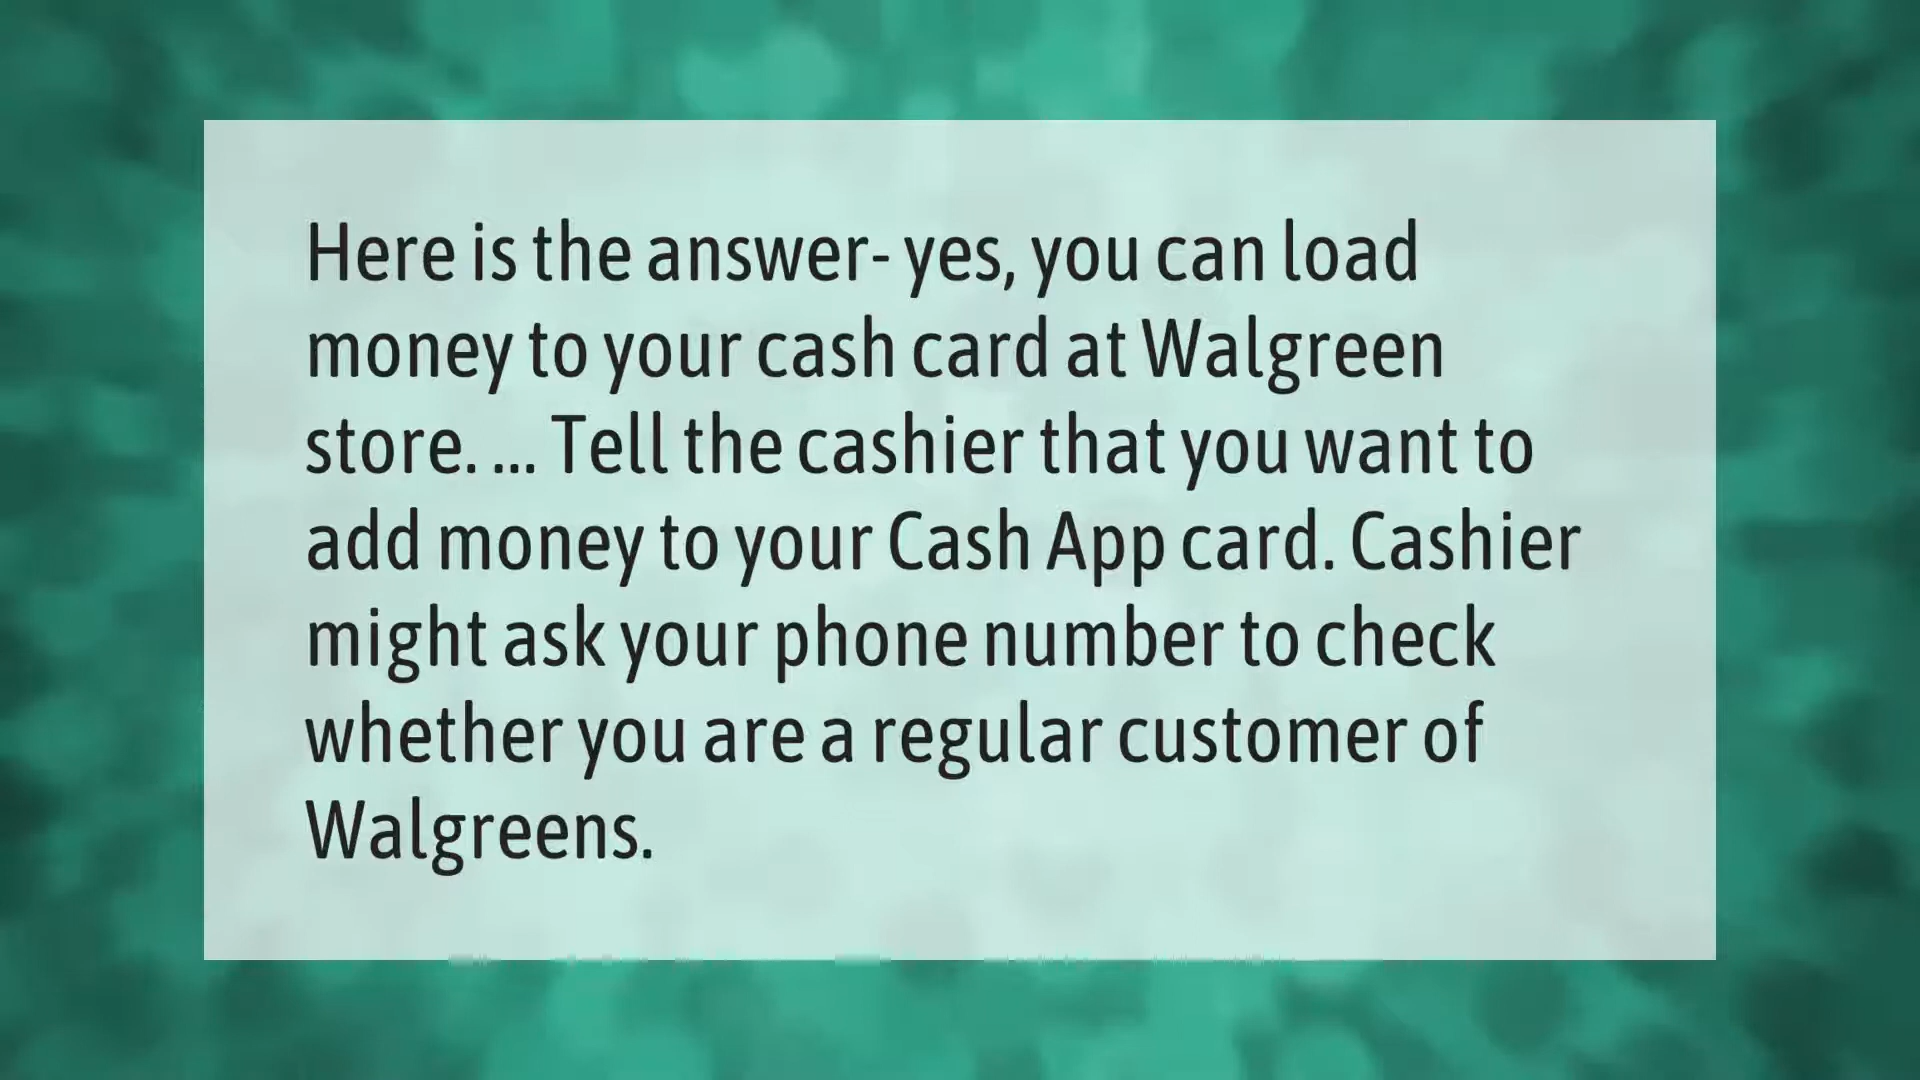 Here is the answer- yes, you can load
money to your cash card at Walgreen
store. ... Tell the cashier that you want to
add money to your Cash App card. Cashier
might ask your phone number to check
whether you are a regular customer of
Walgreens.